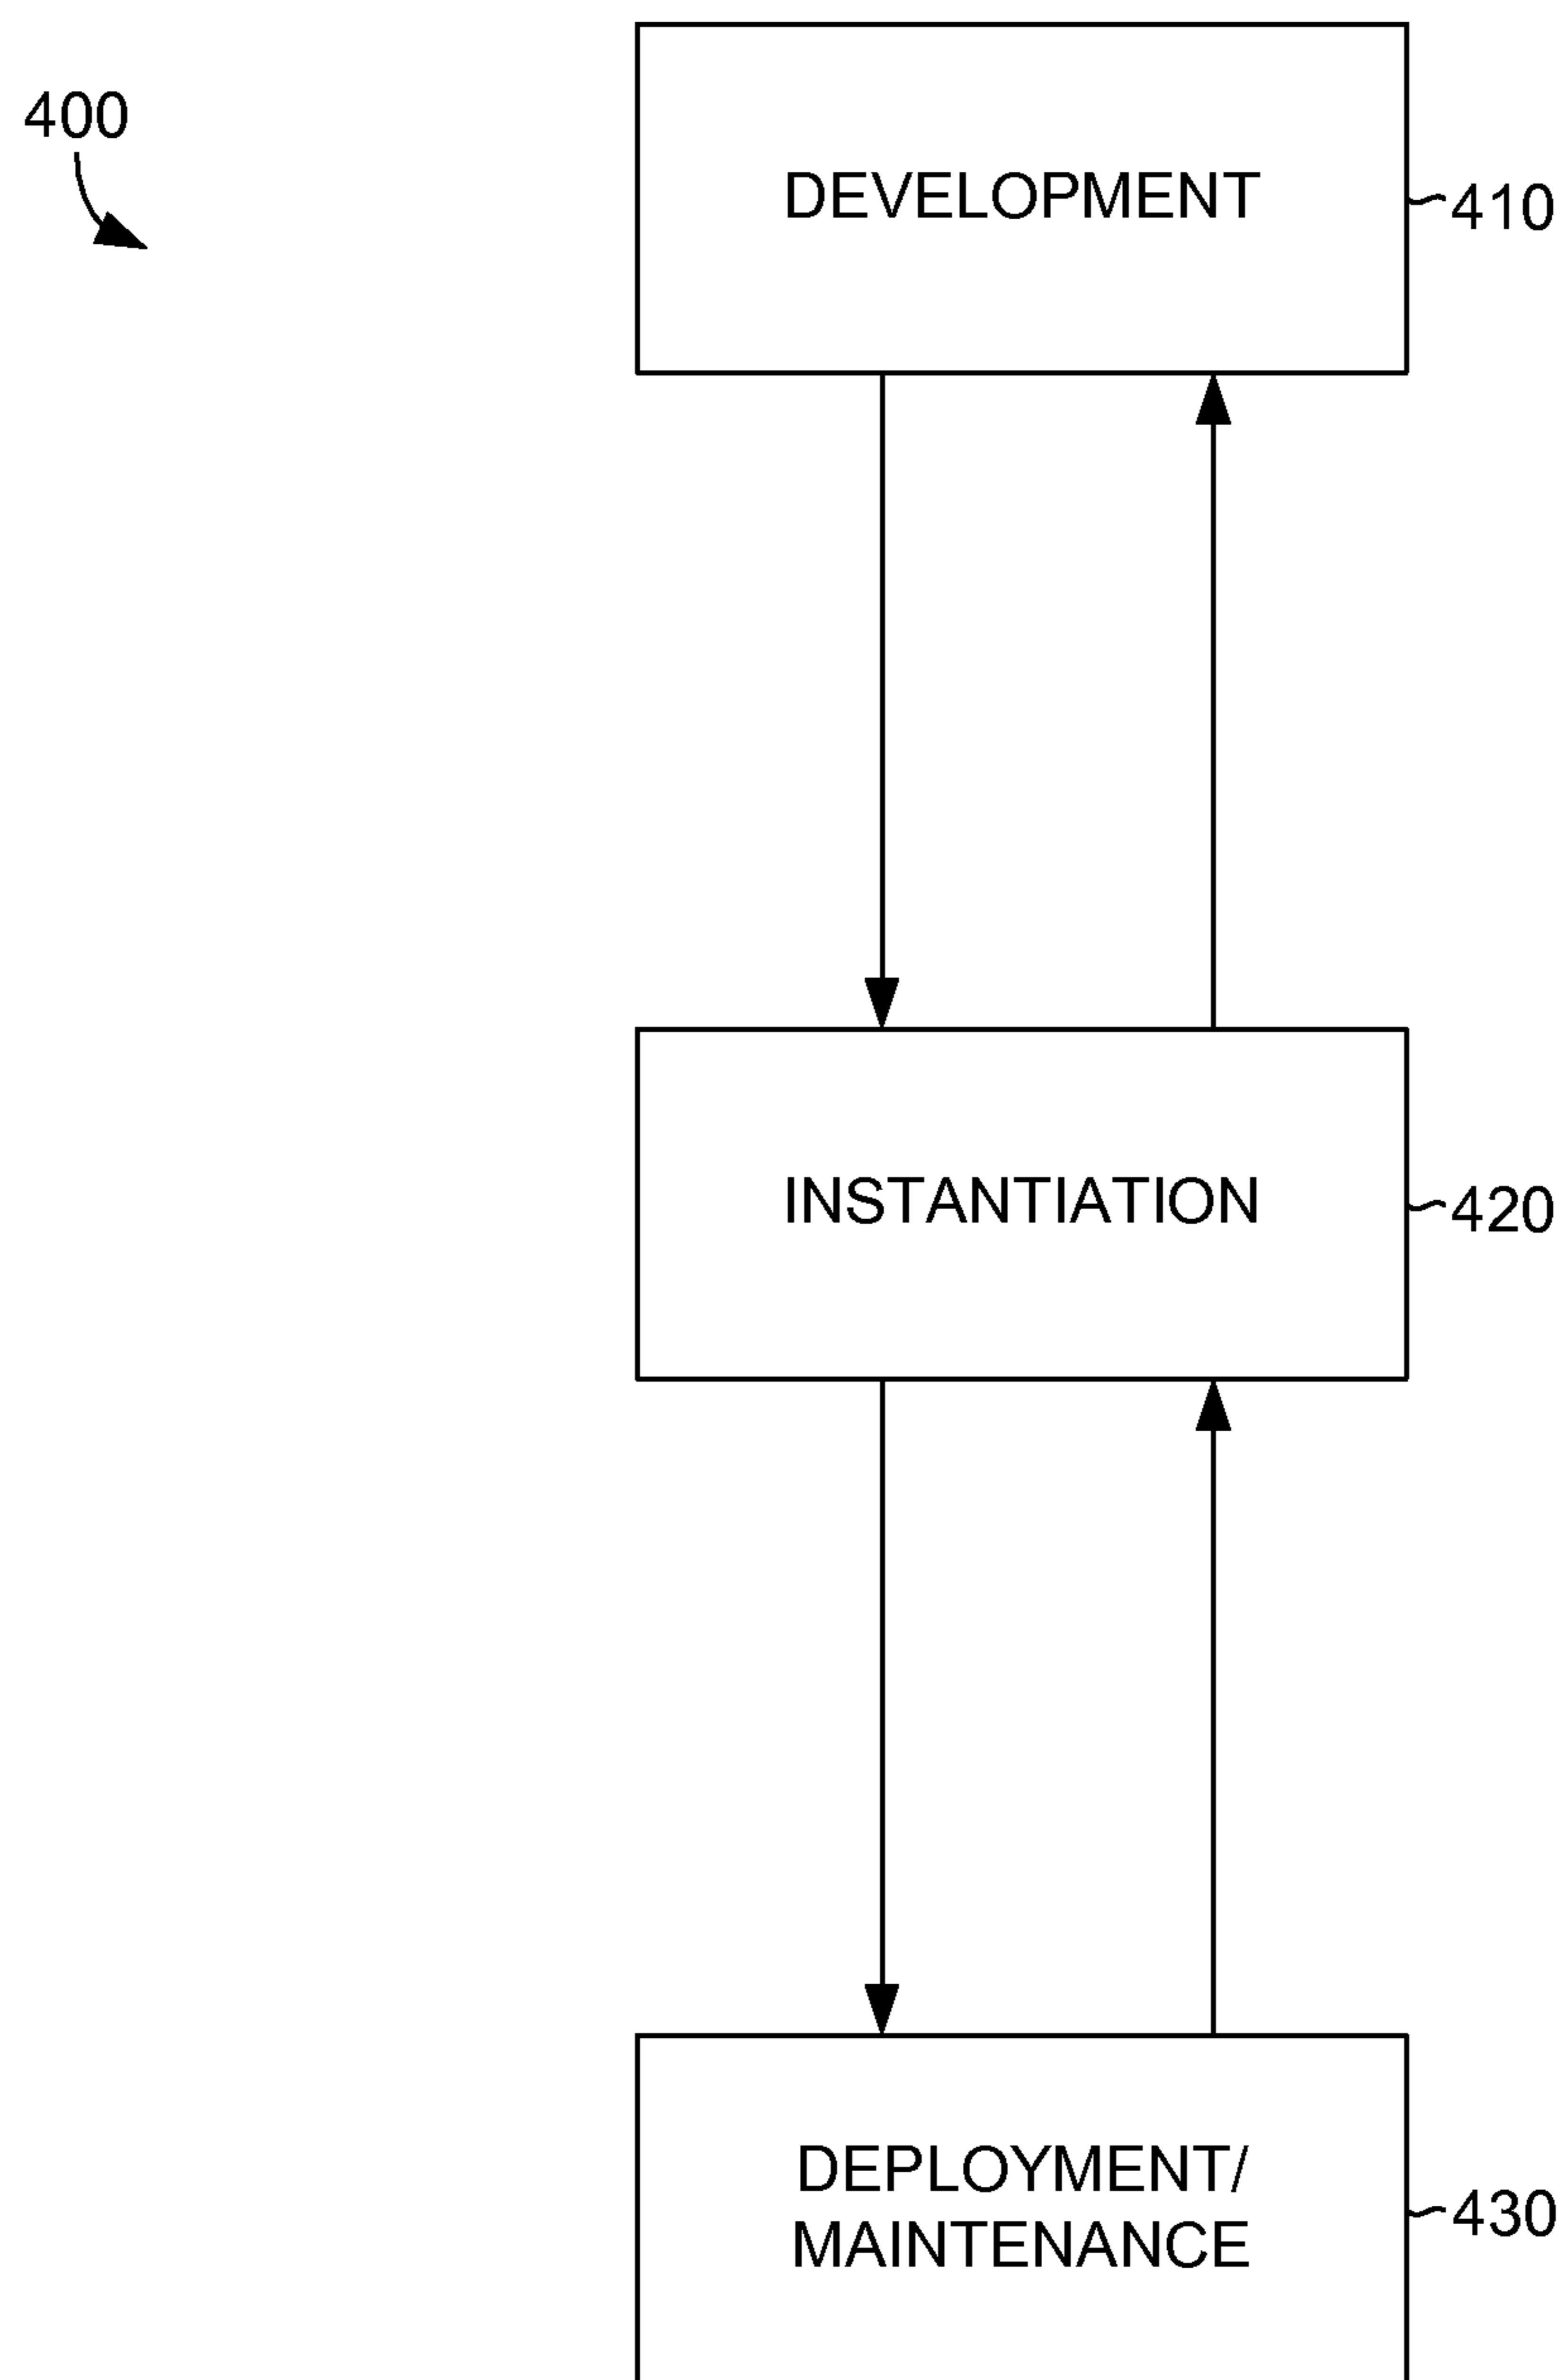 400
DEVELOPMENT
410
INSTANTIATION
420
DEPLOYMENT/
MAINTENANCE
430